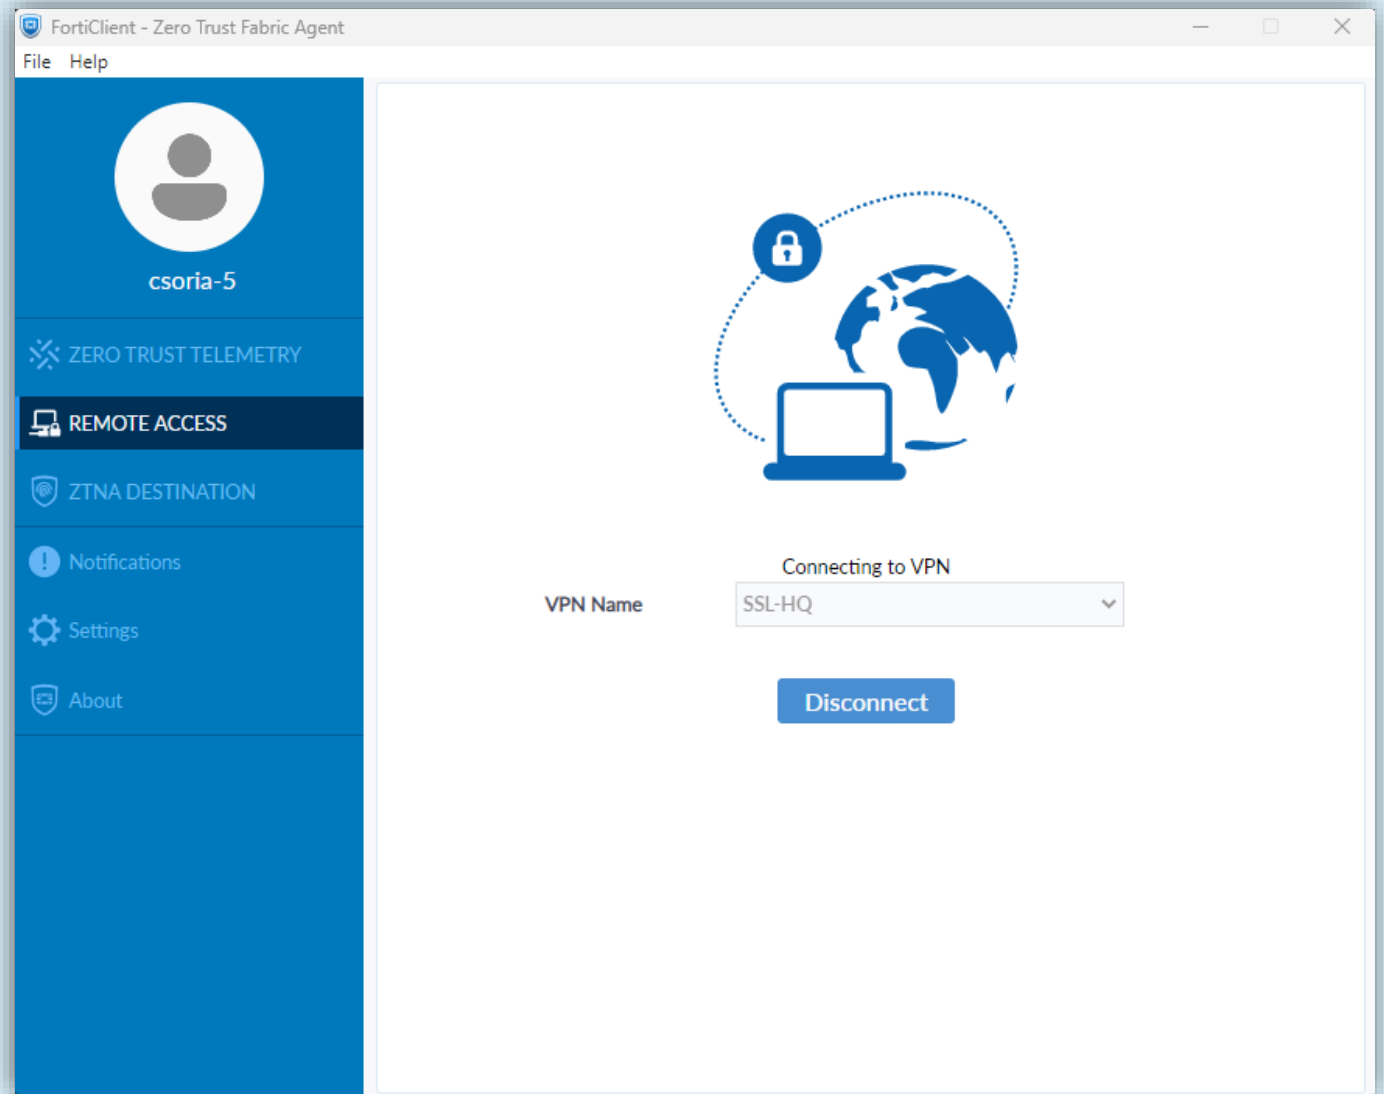 FortiClient - Zero Trust Fabric Agent
File Help
csoria-5
ZERO TRUST TELEMETRY
REMOTE ACCESS
ZTNA DESTINATION
Notifications
Settings
About
Connecting to VPN
VPN Name SSL-HQ
Disconnect